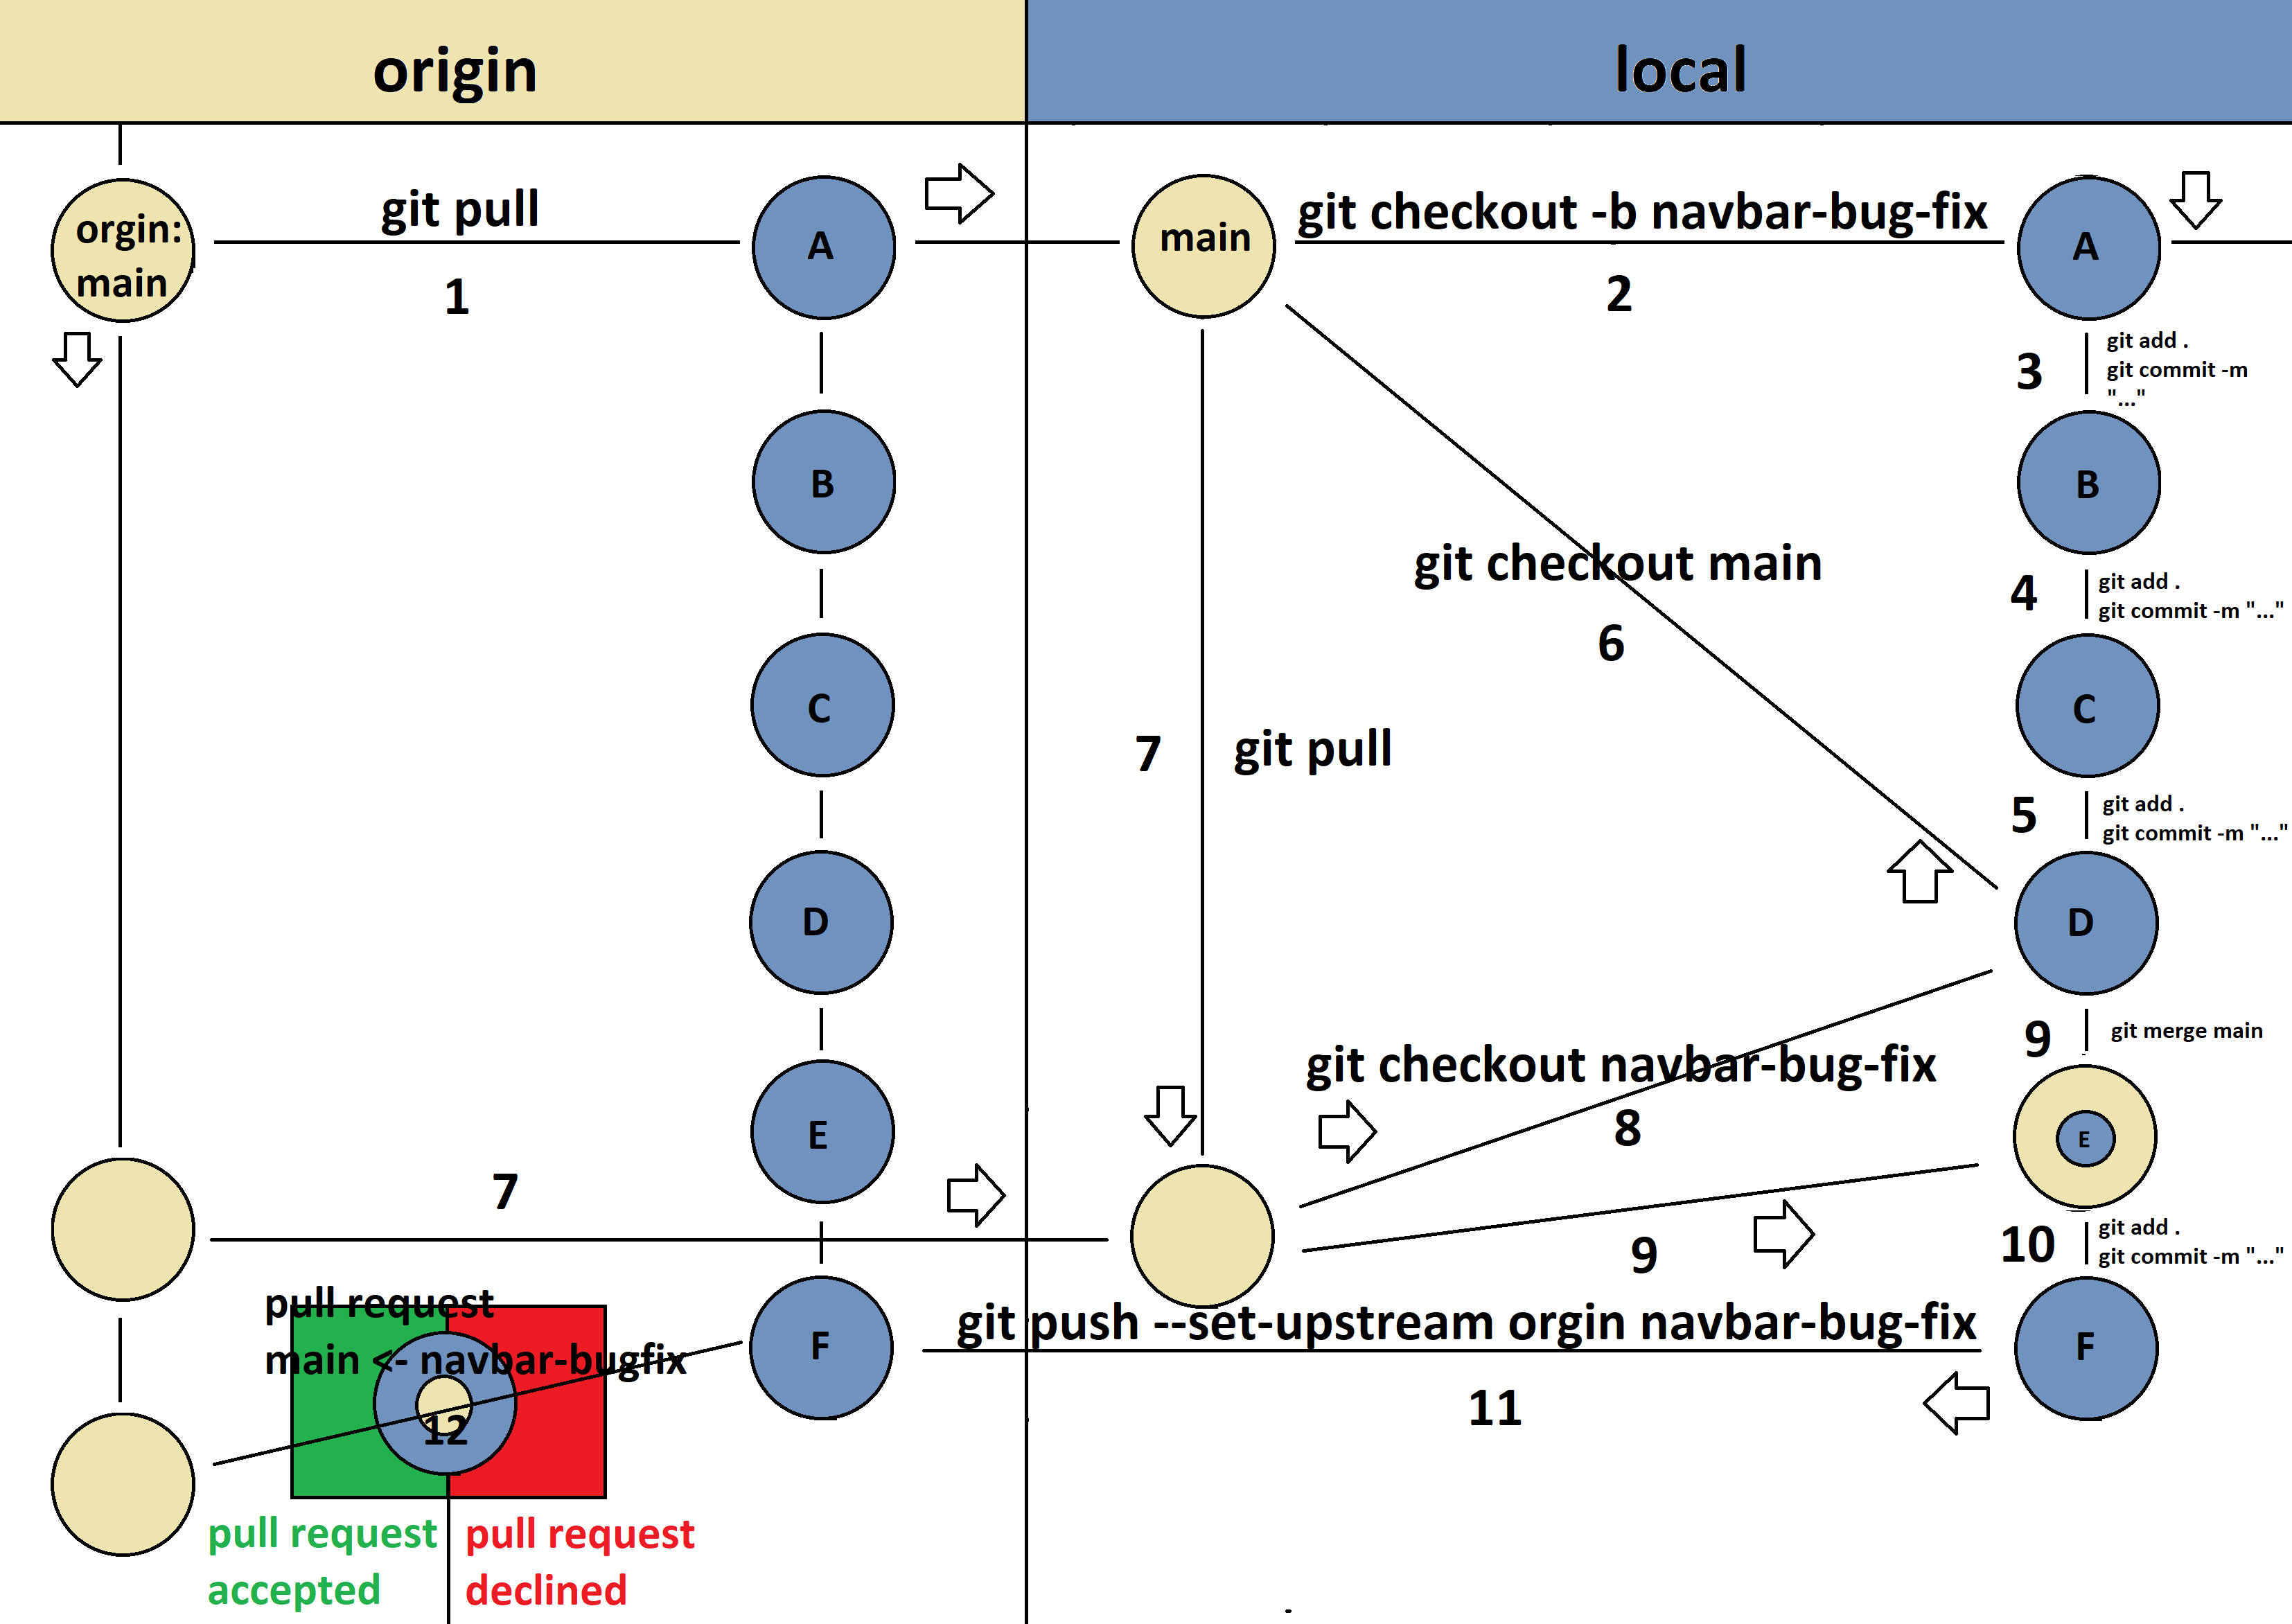 origin
local
orgin:
main
git pull
1
A
main
git checkout -b navbar-bug-fix
2
A
3
git add .
git commit -m
"..."
B
B
git checkout main
6
4
git add .
git commit -m "..."
C
C
7
git pull
5
git add .
git commit -m "..."
D
D
9
git merge main
git checkout navbar-bug-fix
8
E
E
7
9
10
git add .
git commit -m "..."
pull request
main <- navbar-bugfix
12
F
git push --set-upstream orgin navbar-bug-fix
11
F
pull request
accepted
pull request
declined